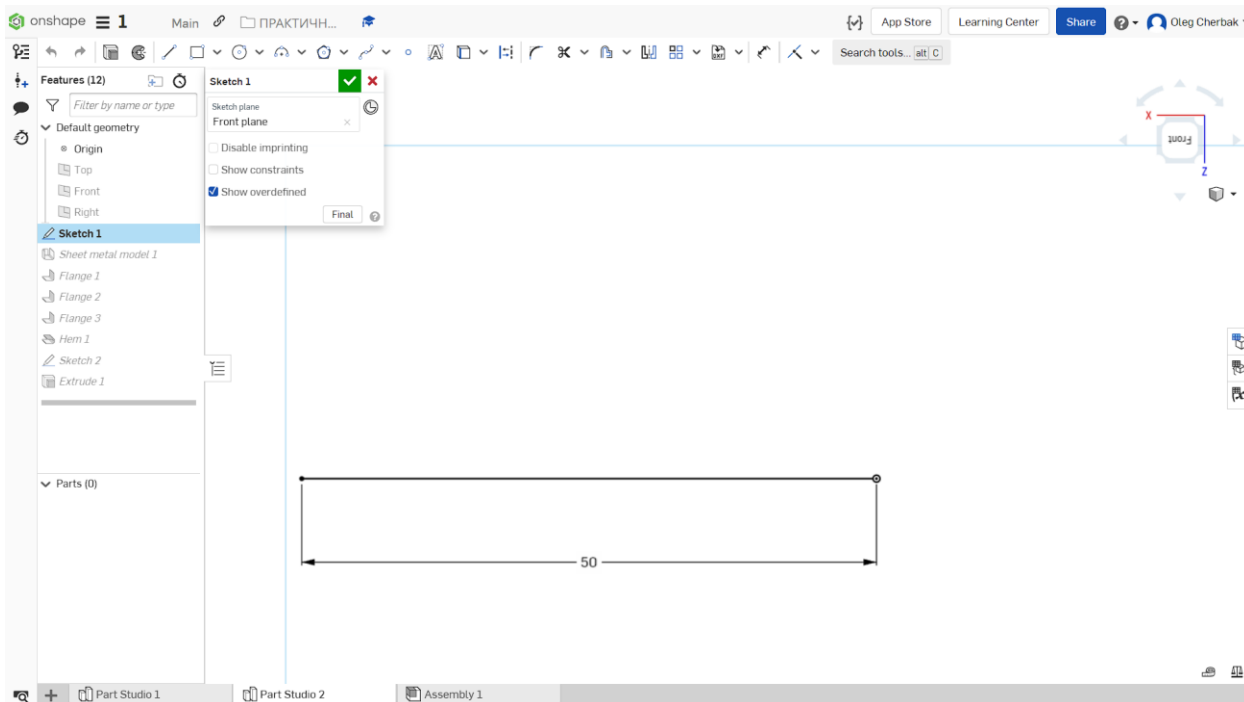 onshape 1 Main ПРАКТИЧН... App Store Learning Center Share Oleg Cherbak
Search tools... alt C
Features (12)
Filter by name or type
Default geometry
Origin
Top
Front
Right
Sketch 1
Sheet metal model 1
Flange 1
Flange 2
Flange 3
Hem 1
Sketch 2
Extrude 1
Parts (0)
Sketch 1
Sketch plane
Front plane
Disable imprinting
Show constraints
Show overdefined
Final
X
Front
Z
50
Part Studio 1 Part Studio 2 Assembly 1